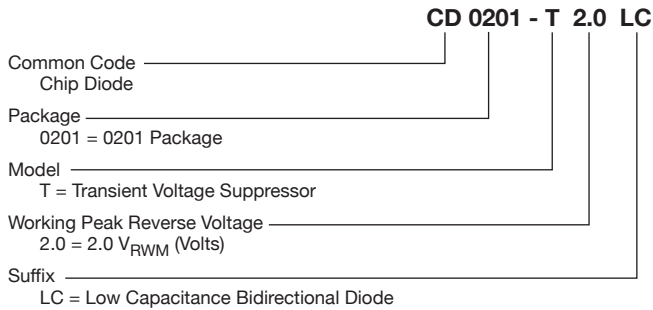 CD 0201 - T 2.0 LC
Common Code
Chip Diode
Package
0201 = 0201 Package
Model
T = Transient Voltage Suppressor
Working Peak Reverse Voltage
2.0 = 2.0 VRWM (Volts)
Suffix
LC = Low Capacitance Bidirectional Diode